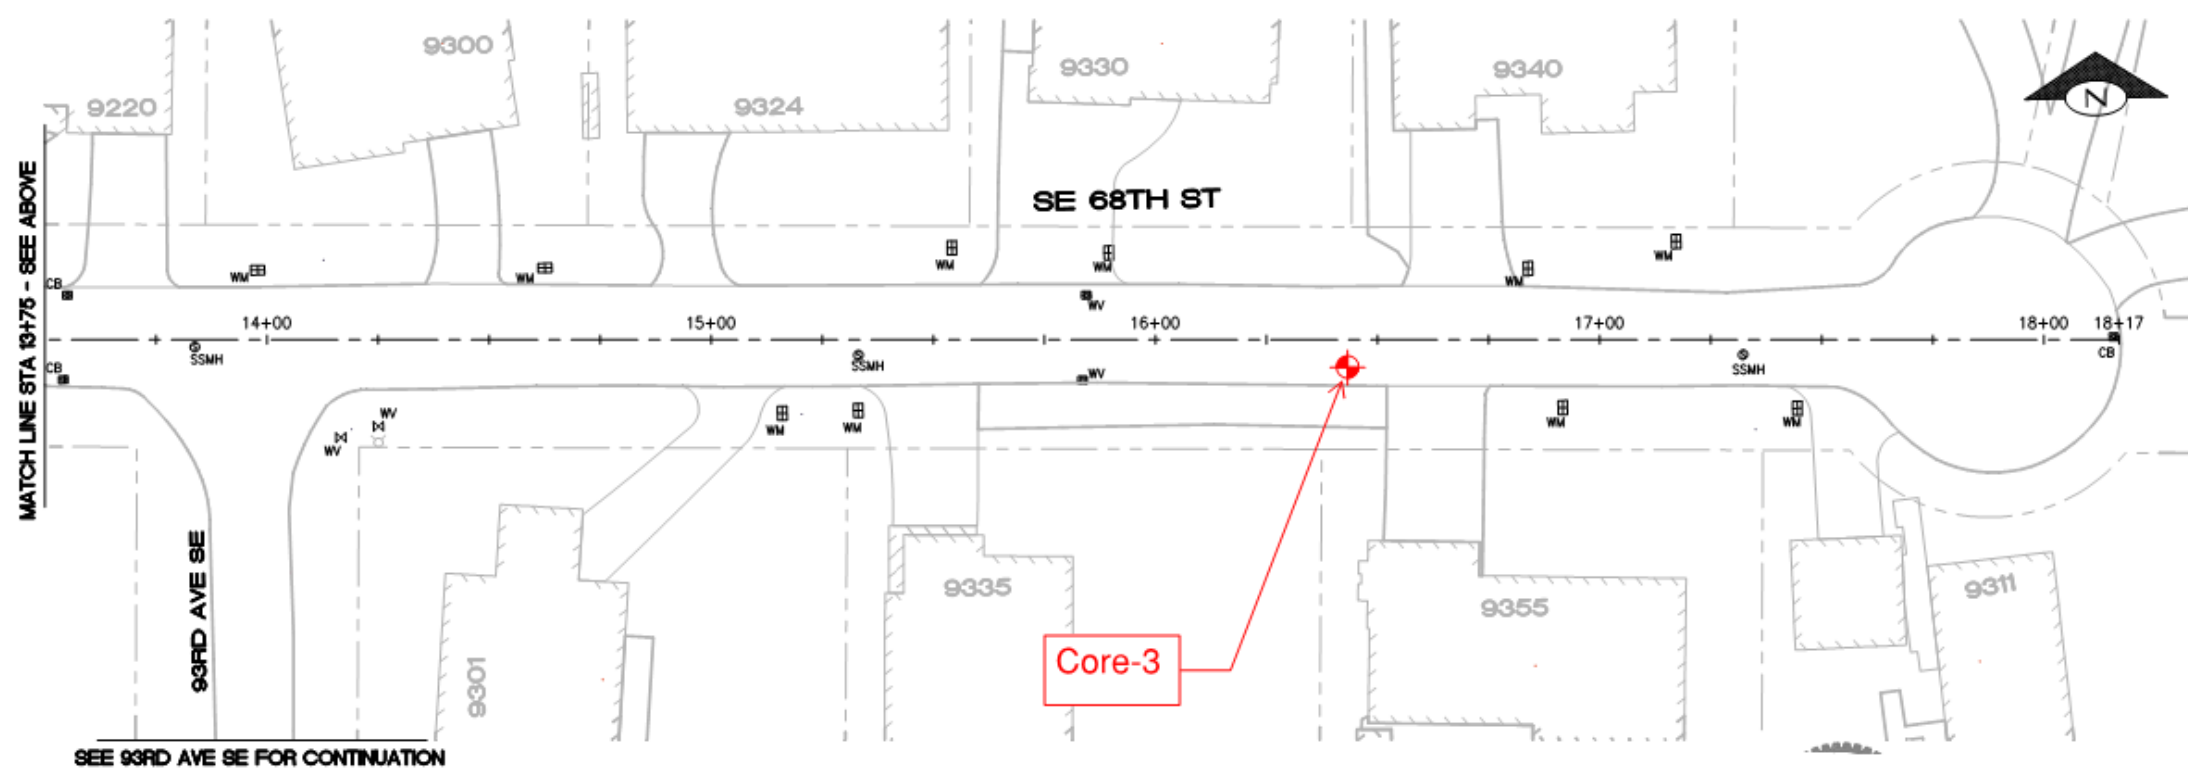 9300
9330
9340
9220
9324
N
SE 68TH ST
MATCH LINE STA 13+75 - SEE ABOVE
WM
WM
WM
WM
WM
WM
CB
WV
14+00
15+00
16+00
17+00
18+00
18+17
SSMH
SSMH
SSMH
CB
CB
WV
WV
WV
WM
WM
WM
WM
93RD AVE SE
9301
9335
9355
9311
Core-3
SEE 93RD AVE SE FOR CONTINUATION